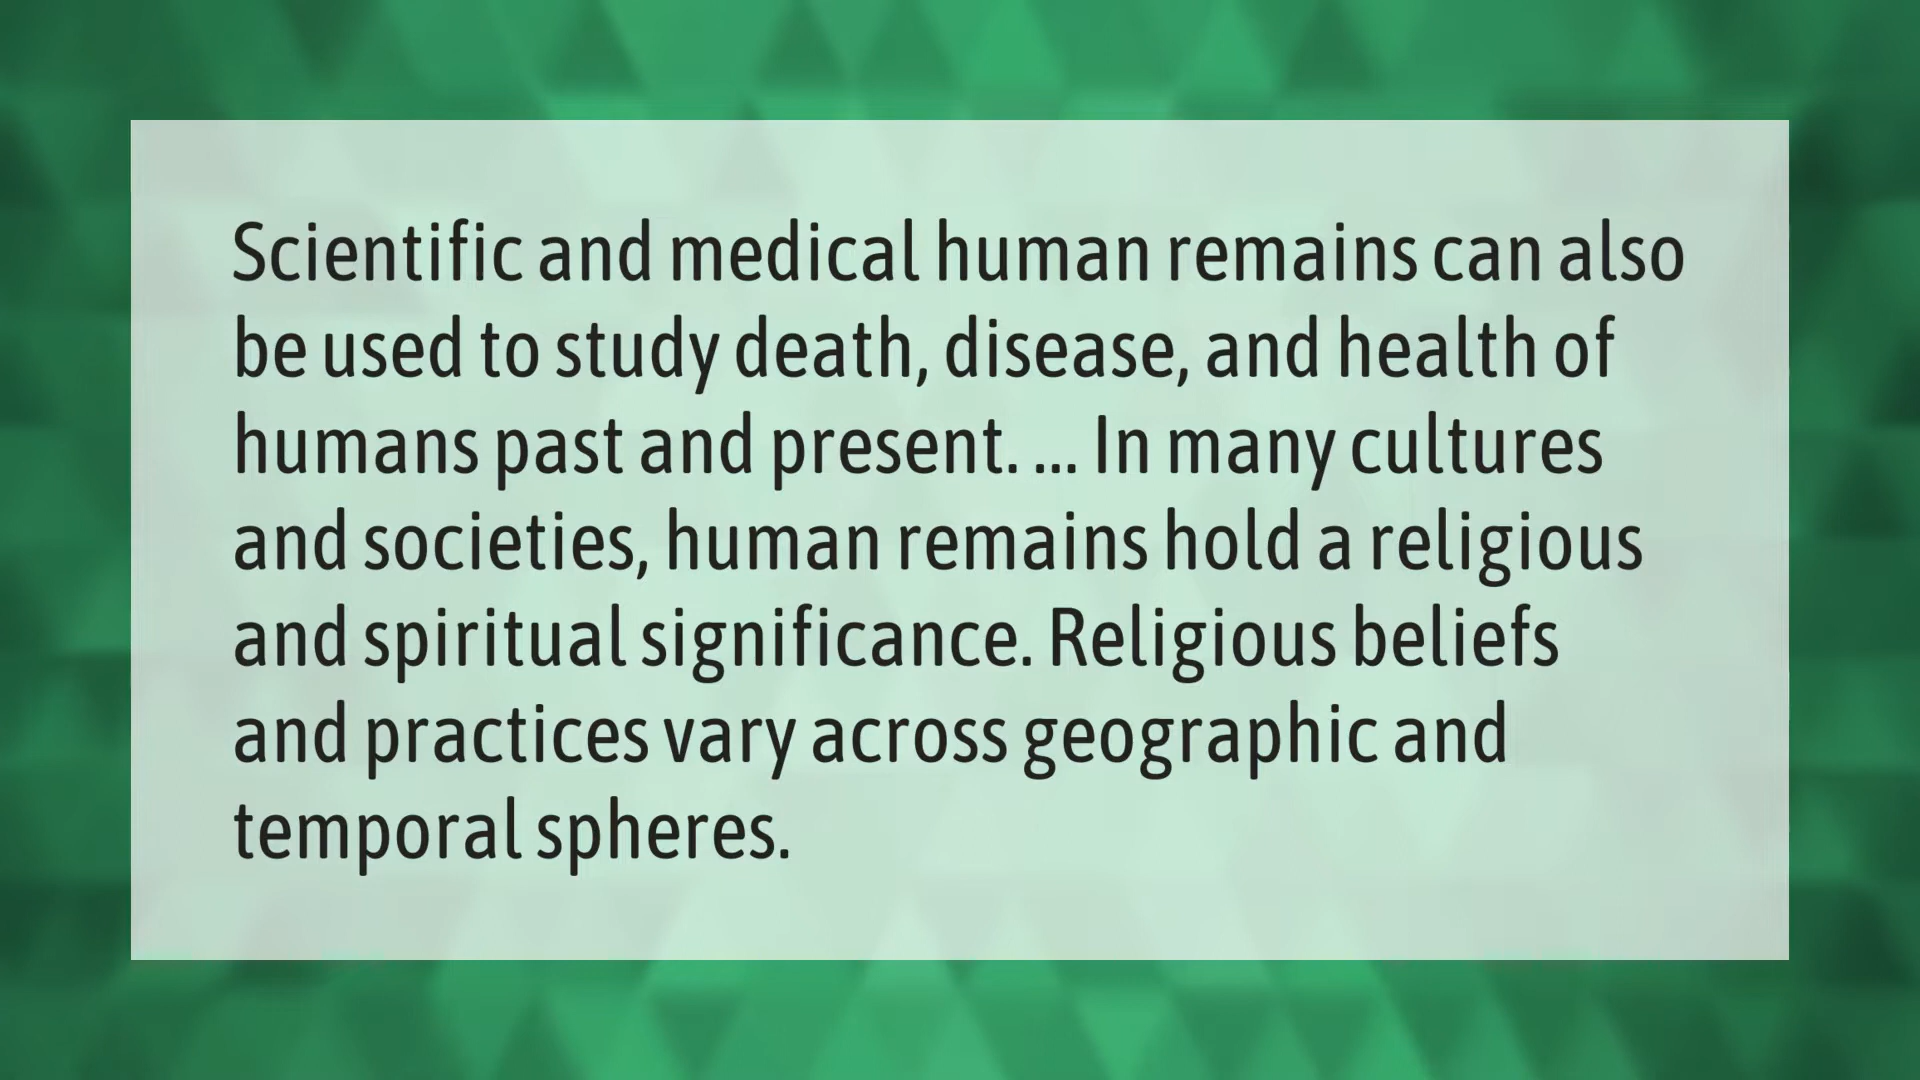 Scientific and medical human remains can also
be used to study death, disease, and health of
humans past and present. ... In many cultures
and societies, human remains hold a religious
and spiritual significance. Religious beliefs
and practices vary across geographic and
temporal spheres.